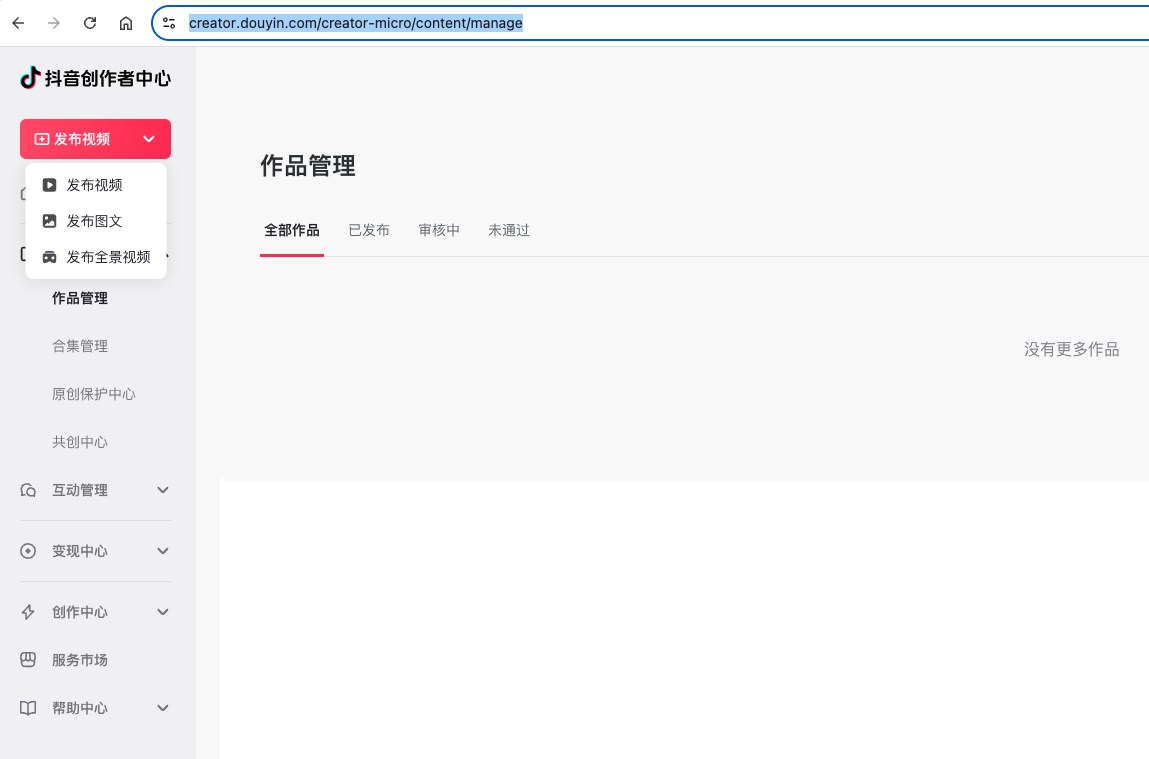 creator.douyin.com/creator-micro/content/manage
抖音创作者中心
发布视频
发布视频
发布图文
发布全景视频
作品管理
合集管理
原创保护中心
共创中心
互动管理
变现中心
创作中心
服务市场
帮助中心
作品管理
全部作品 已发布 审核中 未通过
没有更多作品